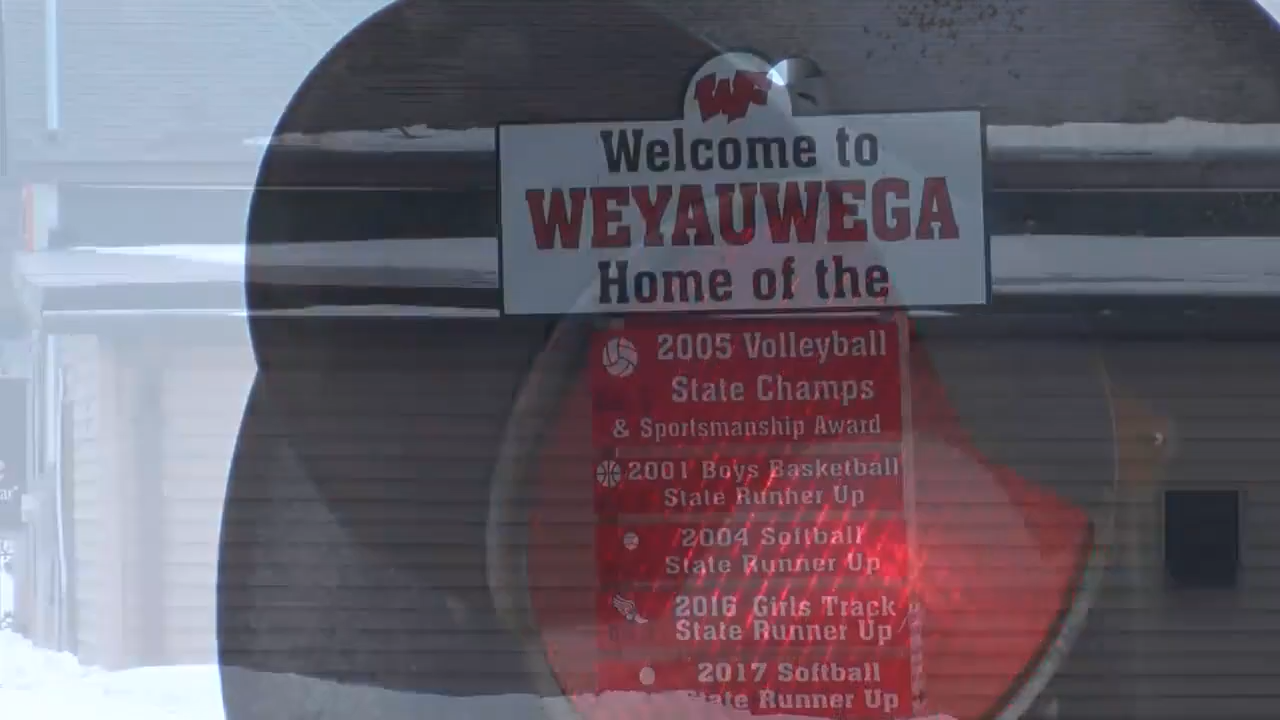 WF
Welcome to
WEYAUWEGA
Home of the
2005 Volleyball
State Champs
& Sportsmanship Award
2001 Boys Basketball
State Runner Up
2004 Softball
State Runner Up
2016 Girls Track
State Runner Up
2017 Softball
State Runner Up